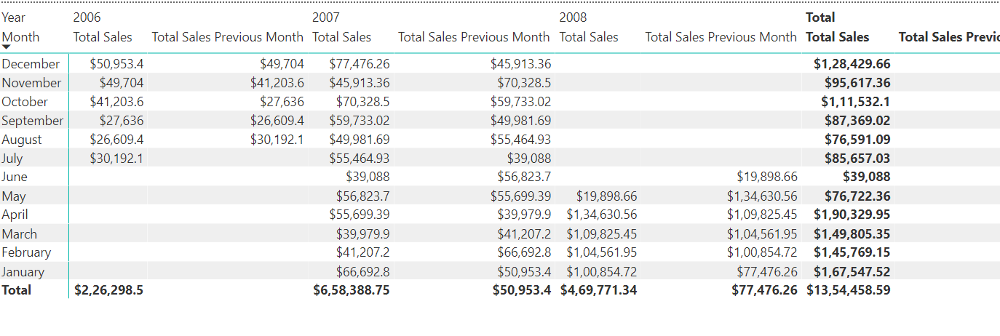 Year 2006 2007 2008 Total
Month Total Sales Total Sales Previous Month Total Sales Total Sales Previous Month Total Sales Total Sales Previous Month Total Sales Total Sales Previc
December $50,953.4 $49,704 $77,476.26 $45,913.36 $1,28,429.66
November $49,704 $41,203.6 $45,913.36 $70,328.5 $95,617.36
October $41,203.6 $27,636 $70,328.5 $59,733.02 $1,11,532.1
September $27,636 $26,609.4 $59,733.02 $49,981.69 $87,369.02
August $26,609.4 $30,192.1 $49,981.69 $55,464.93 $76,591.09
July $30,192.1 $55,464.93 $39,088 $85,657.03
June $39,088 $56,823.7 $19,898.66 $39,088
May $56,823.7 $55,699.39 $19,898.66 $1,34,630.56 $76,722.36
April $55,699.39 $39,979.9 $1,34,630.56 $1,09,825.45 $1,90,329.95
March $39,979.9 $41,207.2 $1,09,825.45 $1,04,561.95 $1,49,805.35
February $41,207.2 $66,692.8 $1,04,561.95 $1,00,854.72 $1,45,769.15
January $66,692.8 $50,953.4 $1,00,854.72 $77,476.26 $1,67,547.52
Total $2,26,298.5 $6,58,388.75 $50,953.4 $4,69,771.34 $77,476.26 $13,54,458.59